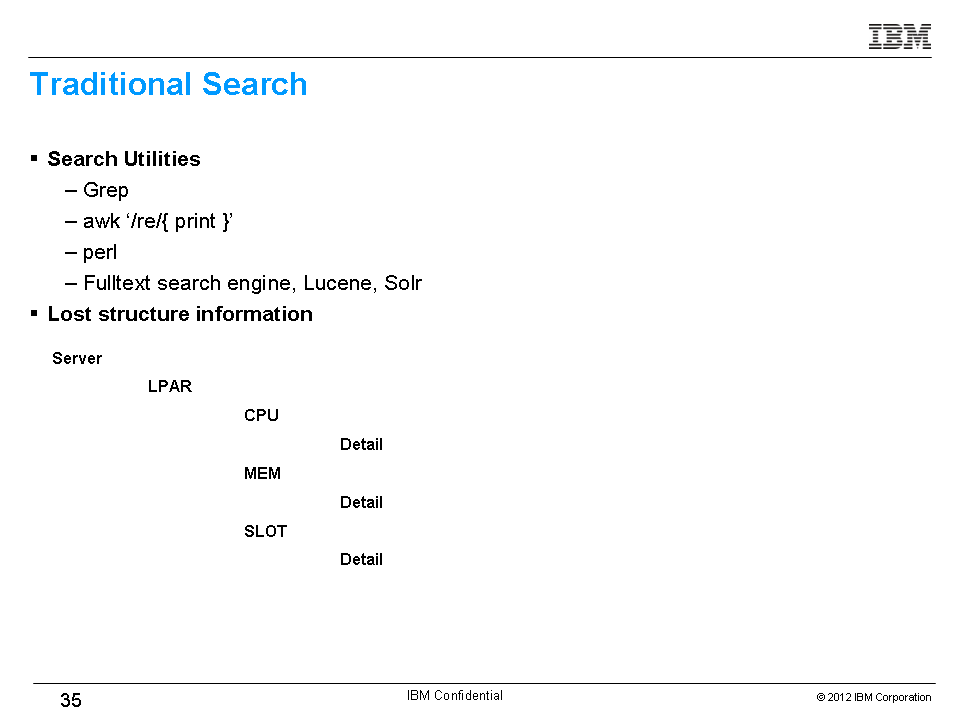 IBM
Traditional Search
▪ Search Utilities
– Grep
– awk ‘/re/{ print }’
– perl
– Fulltext search engine, Lucene, Solr
▪ Lost structure information
Server
LPAR
CPU
Detail
MEM
Detail
SLOT
Detail
35
IBM Confidential
© 2012 IBM Corporation